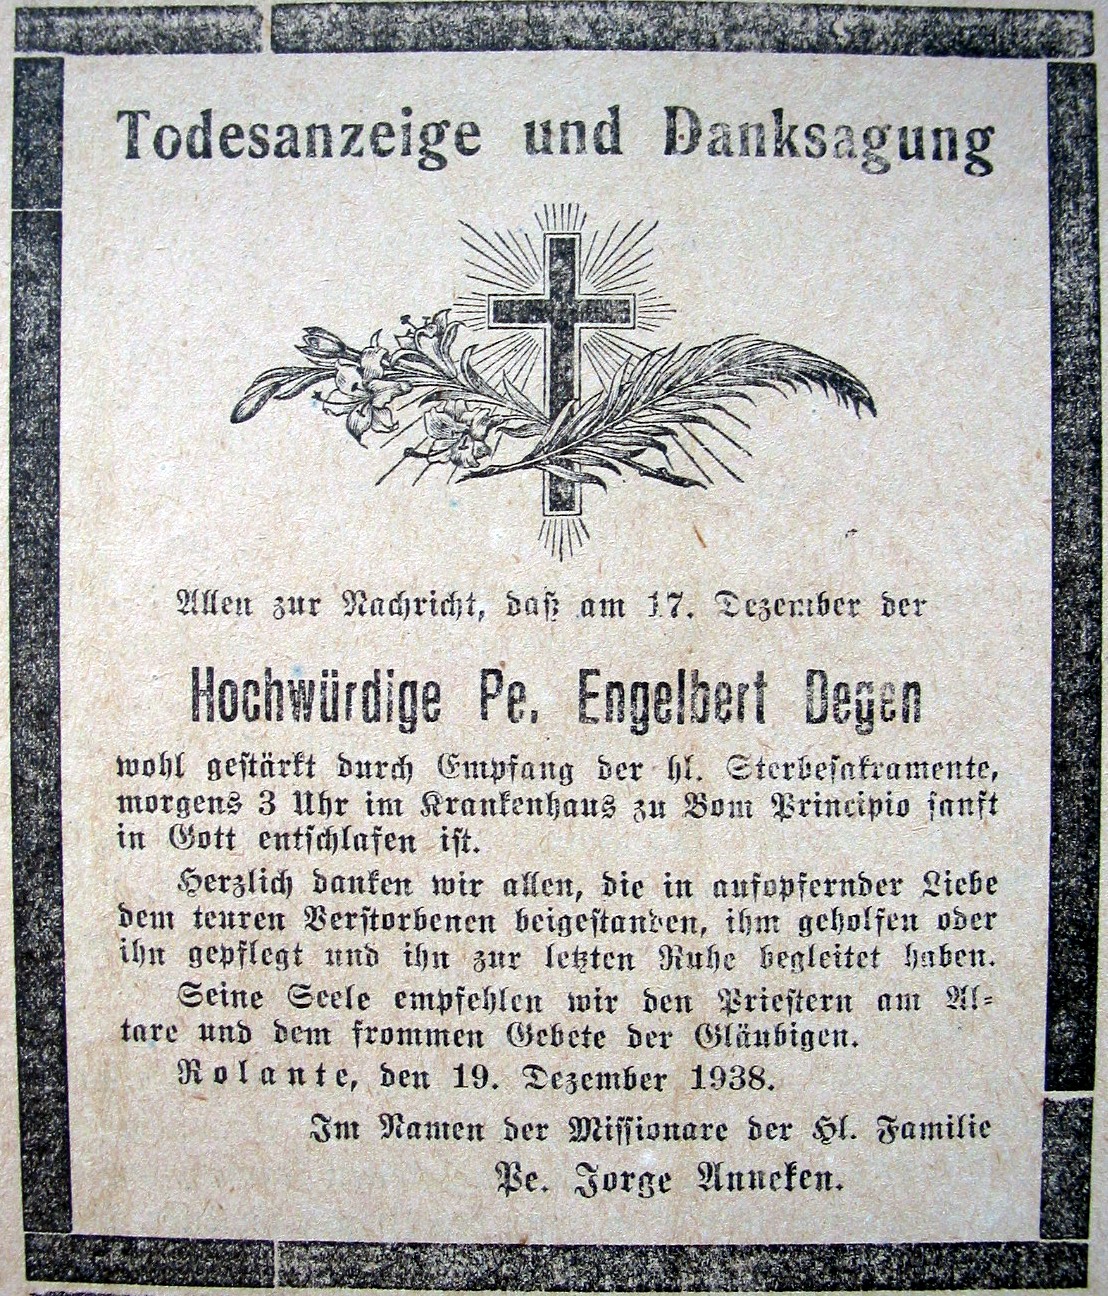 Todesanzeige und Danksagung
Allen zur Nachricht, daß am 17. Dezember der
Hochwürdige Pe. Engelbert Degen
wohl gestärkt durch Empfang der hl. Sterbesakramente,
morgens 3 Uhr im Krankenhaus zu Bom Principio sanft
in Gott entschlafen ist.
Herzlich danken wir allen, die in aufopfernder Liebe
dem teuren Verstorbenen beigestanden, ihm geholfen oder
ihn gepflegt und ihn zur letzten Ruhe begleitet haben.
Seine Seele empfehlen wir den Priestern am Al-
tare und dem frommen Gebete der Gläubigen.
Rolante, den 19. Dezember 1938.
Im Namen der Missionare der Hl. Familie
Pe. Jorge Anneken.